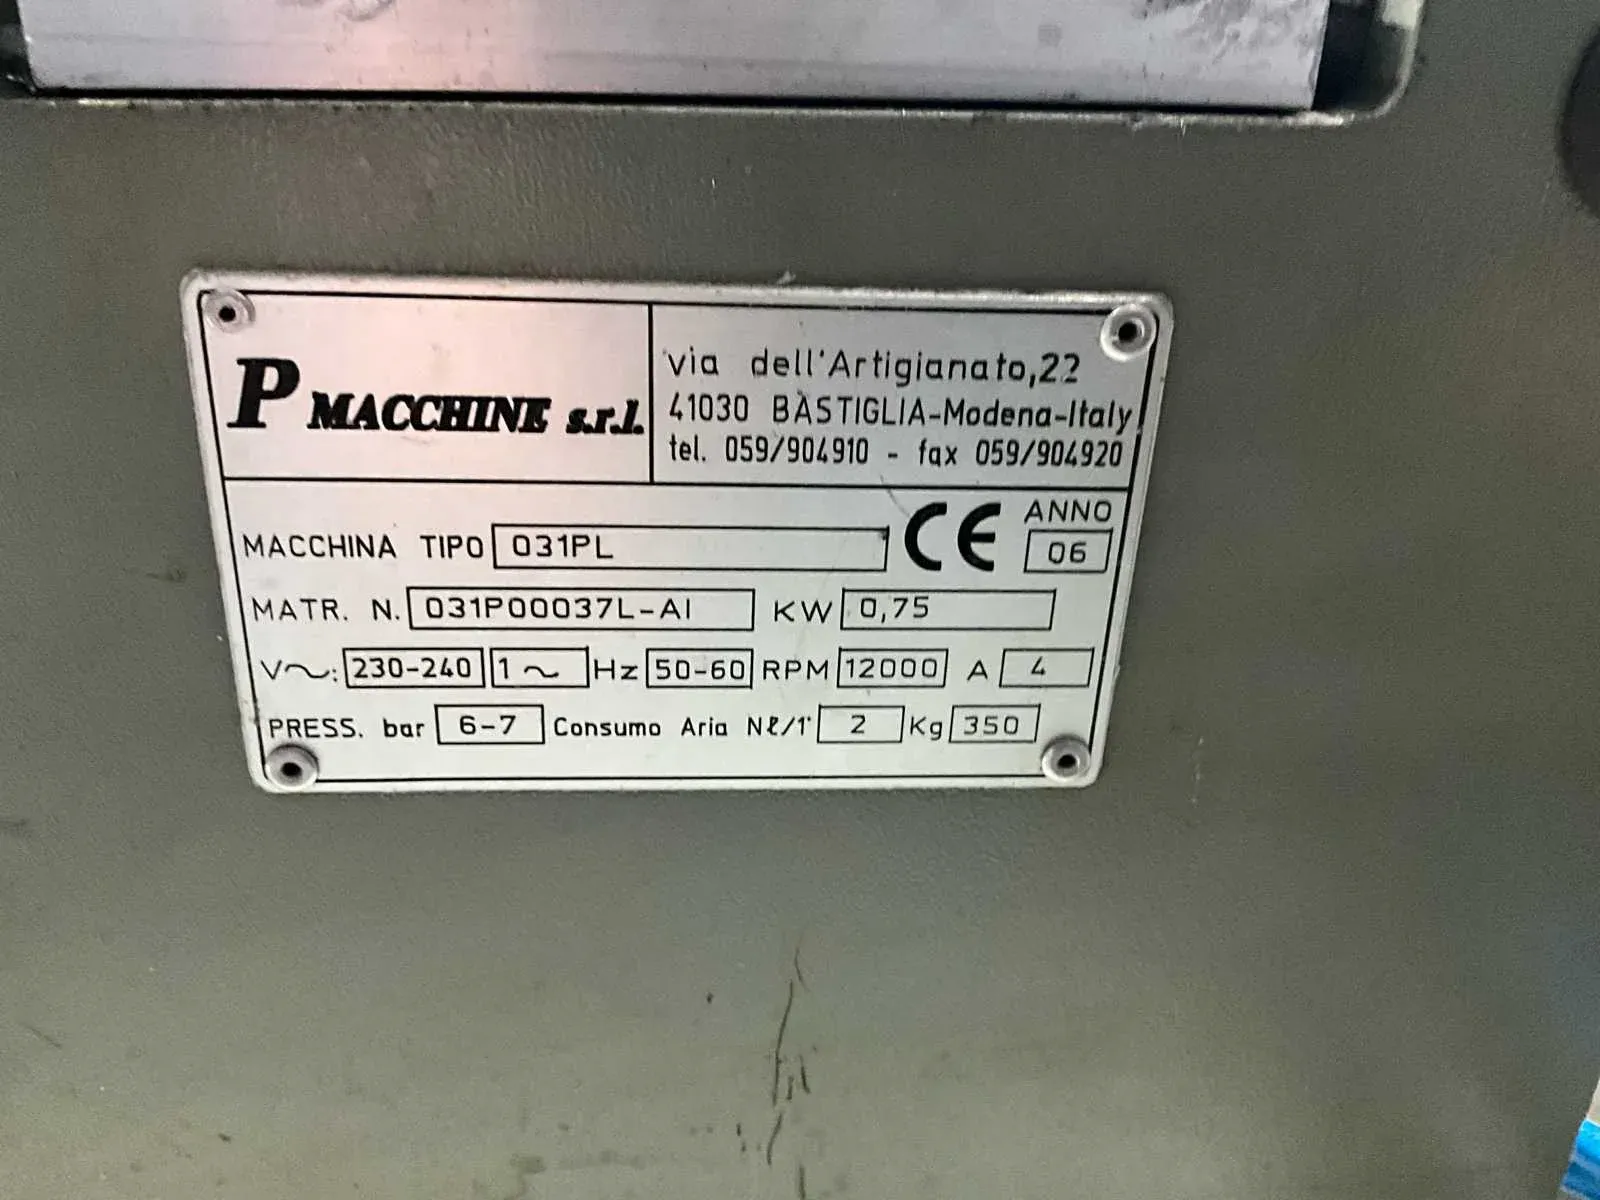 P MACCHINE s.r.l.
via dell'Artigianato,22
41030 BASTIGLIA-Modena-Italy
tel. 059/904910 - fax 059/904920
MACCHINA TIPO 031PL CE ANNO 06
MATR. N. 031P00037L-AI KW 0,75
V~: 230-240 1~ Hz 50-60 RPM 12000 A 4
PRESS. bar 6-7 Consumo Aria Nℓ/1' 2 Kg 350